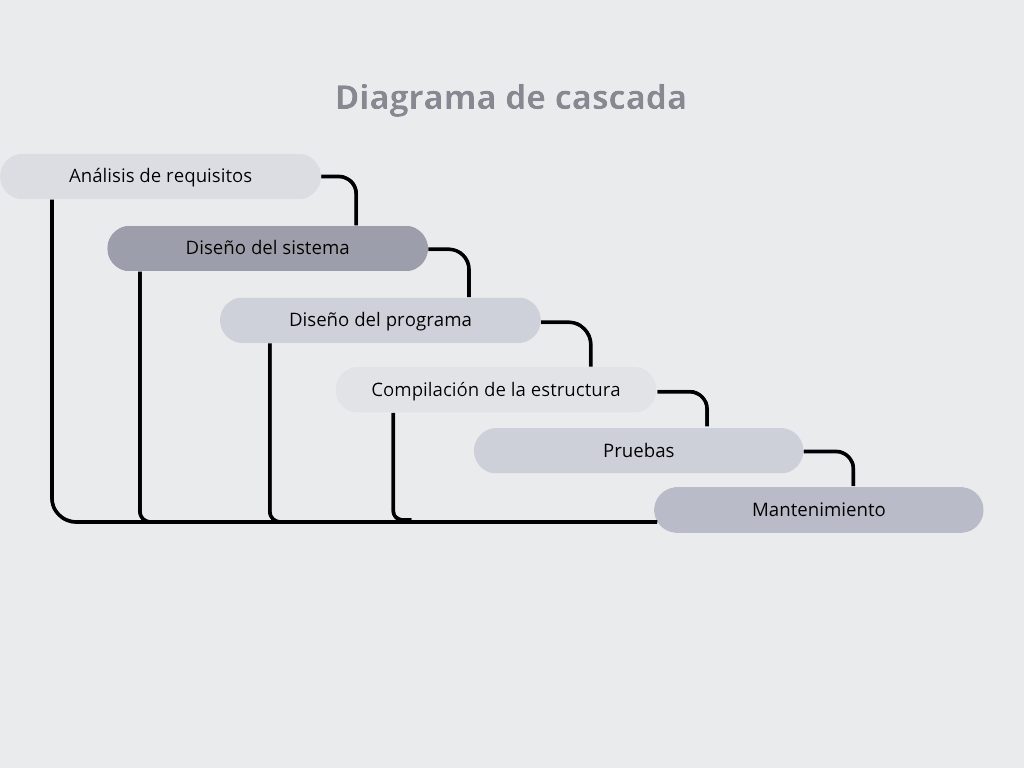 Diagrama de cascada
Análisis de requisitos
Diseño del sistema
Diseño del programa
Compilación de la estructura
Pruebas
Mantenimiento